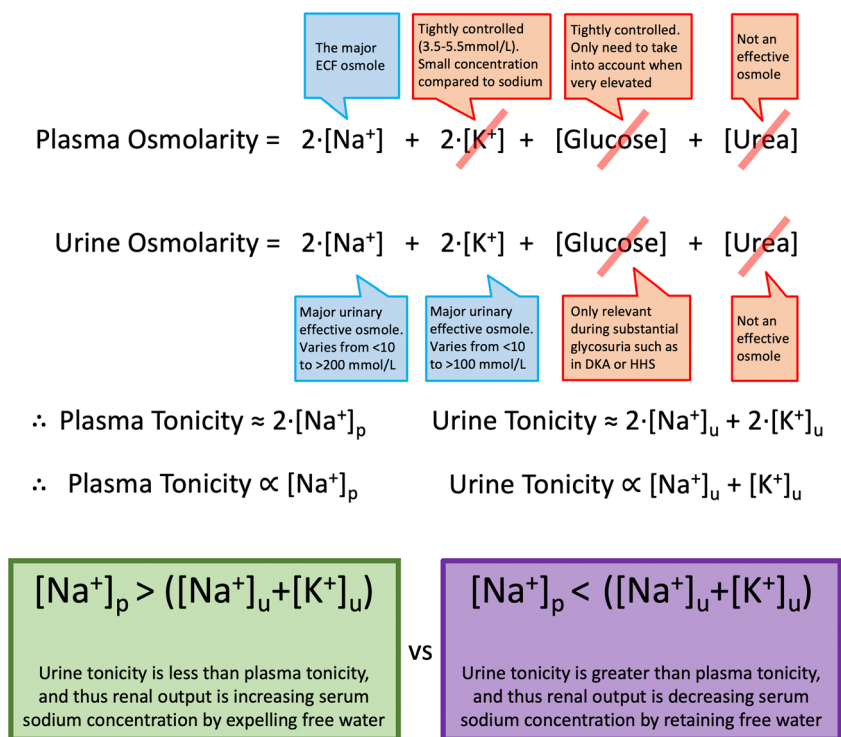 The major
ECF osmole
Tightly controlled
(3.5-5.5mmol/L).
Small concentration
compared to sodium
Tightly controlled.
Only need to take
into account when
very elevated
Not an
effective
osmole
Plasma Osmolarity = 2·[Na⁺] + 2·[K⁺] + [Glucose] + [Urea]
Urine Osmolarity = 2·[Na⁺] + 2·[K⁺] + [Glucose] + [Urea]
Major urinary
effective osmole.
Varies from <10
to >200 mmol/L
Major urinary
effective osmole.
Varies from <10
to >100 mmol/L
Only relevant
during substantial
glycosuria such as
in DKA or HHS
Not an
effective
osmole
∴ Plasma Tonicity ≈ 2·[Na⁺]ₚ
Urine Tonicity ≈ 2·[Na⁺]ᵤ + 2·[K⁺]ᵤ
∴ Plasma Tonicity ∝ [Na⁺]ₚ
Urine Tonicity ∝ [Na⁺]ᵤ + [K⁺]ᵤ
[Na⁺]ₚ > ([Na⁺]ᵤ+[K⁺]ᵤ)
Urine tonicity is less than plasma tonicity,
and thus renal output is increasing serum
sodium concentration by expelling free water
vs
[Na⁺]ₚ < ([Na⁺]ᵤ+[K⁺]ᵤ)
Urine tonicity is greater than plasma tonicity,
and thus renal output is decreasing serum
sodium concentration by retaining free water